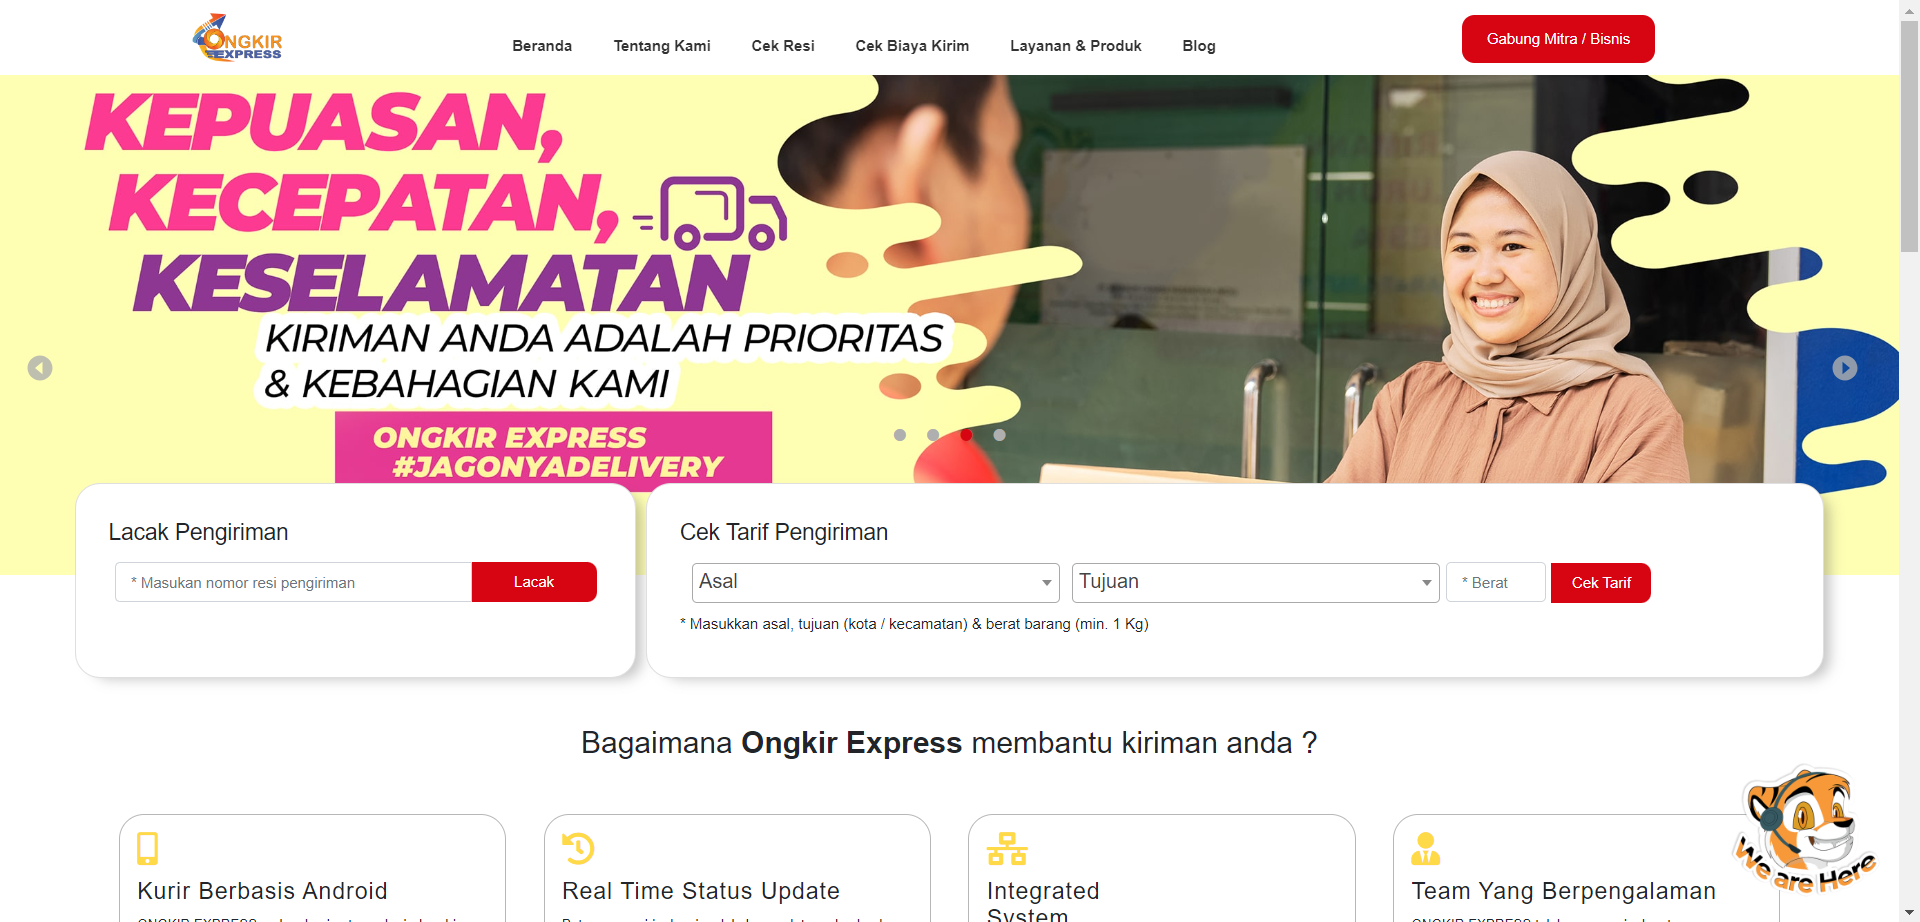 ONGKIR
EXPRESS
Beranda
Tentang Kami
Cek Resi
Cek Biaya Kirim
Layanan & Produk
Blog
Gabung Mitra / Bisnis
KEPUASAN,
KECEPATAN,
KESELAMATAN
KIRIMAN ANDA ADALAH PRIORITAS
& KEBAHAGIAN KAMI
ONGKIR EXPRESS
#JAGONYADELIVERY
Lacak Pengiriman
* Masukan nomor resi pengiriman
Lacak
Cek Tarif Pengiriman
Asal
Tujuan
* Berat
Cek Tarif
* Masukkan asal, tujuan (kota / kecamatan) & berat barang (min. 1 Kg)
Bagaimana Ongkir Express membantu kiriman anda ?
Kurir Berbasis Android
Real Time Status Update
Integrated
System
Team Yang Berpengalaman
We are Here